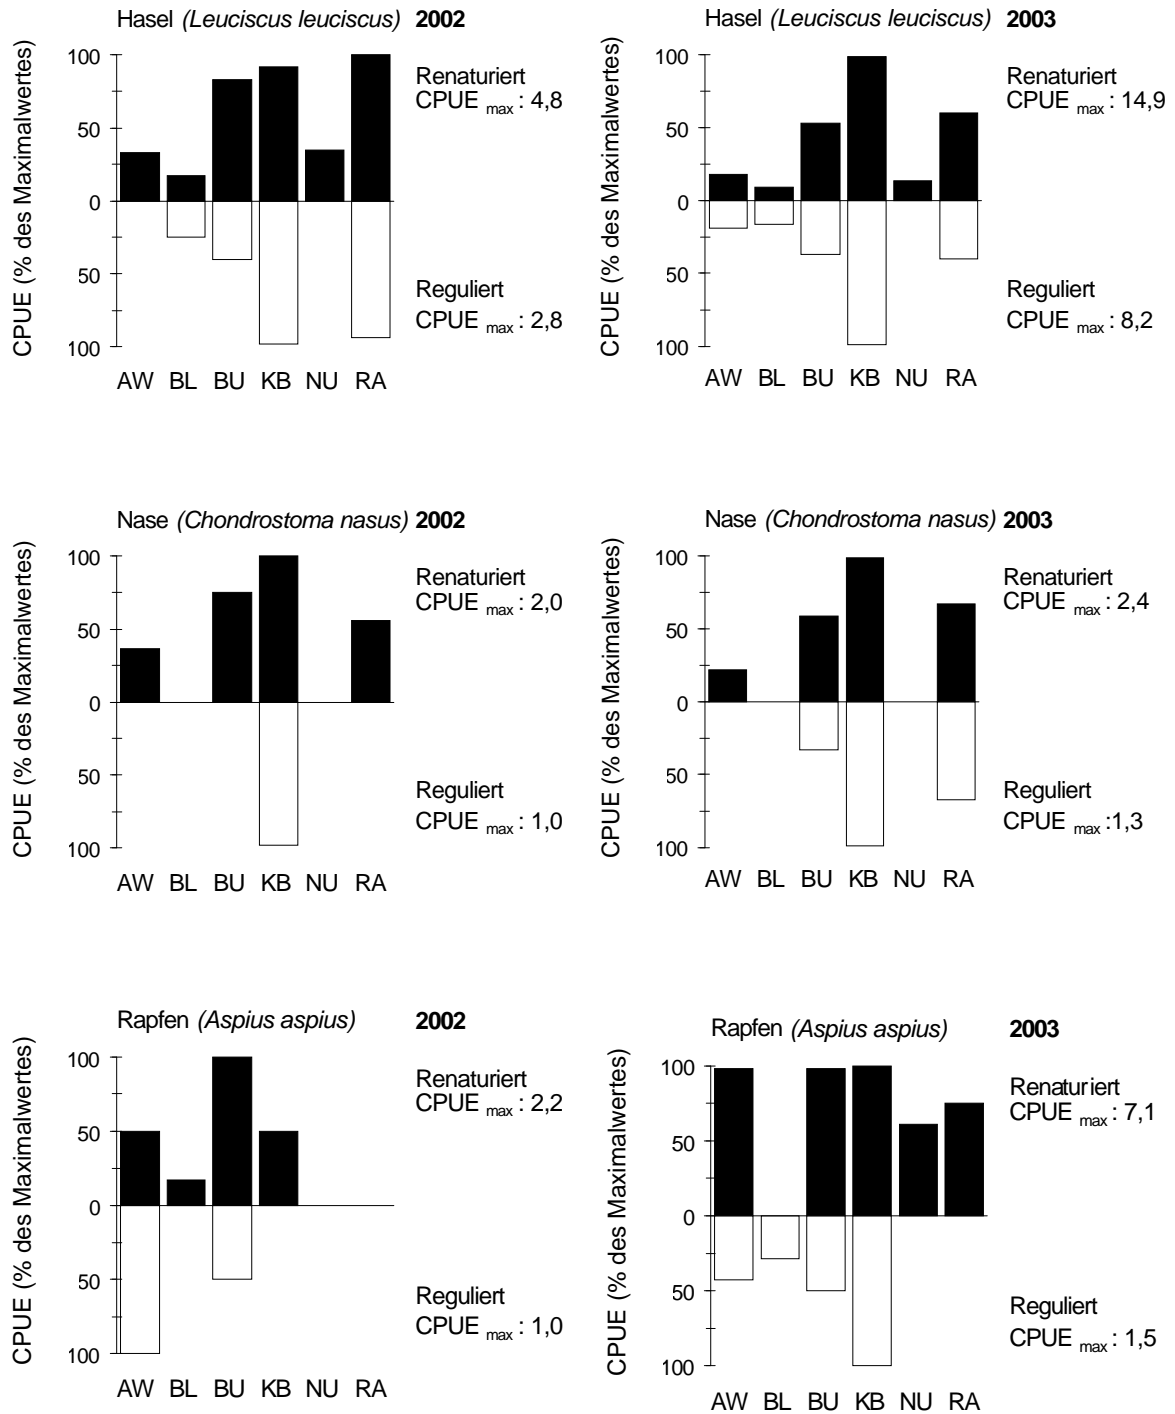 Hasel (Leuciscus leuciscus) 2002
CPUE (% des Maximalwertes)
100
50
0
50
100
Renaturiert
CPUE max : 4,8
Reguliert
CPUE max : 2,8
AW BL BU KB NU RA
Hasel (Leuciscus leuciscus) 2003
CPUE (% des Maximalwertes)
100
50
0
50
100
Renaturiert
CPUE max : 14,9
Reguliert
CPUE max : 8,2
AW BL BU KB NU RA
Nase (Chondrostoma nasus) 2002
CPUE (% des Maximalwertes)
100
50
0
50
100
Renaturiert
CPUE max : 2,0
Reguliert
CPUE max : 1,0
AW BL BU KB NU RA
Nase (Chondrostoma nasus) 2003
CPUE (% des Maximalwertes)
100
50
0
50
100
Renaturiert
CPUE max : 2,4
Reguliert
CPUE max :1,3
AW BL BU KB NU RA
Rapfen (Aspius aspius) 2002
CPUE (% des Maximalwertes)
100
50
0
50
100
Renaturiert
CPUE max : 2,2
Reguliert
CPUE max : 1,0
AW BL BU KB NU RA
Rapfen (Aspius aspius) 2003
CPUE (% des Maximalwertes)
100
50
0
50
100
Renaturiert
CPUE max : 7,1
Reguliert
CPUE max : 1,5
AW BL BU KB NU RA